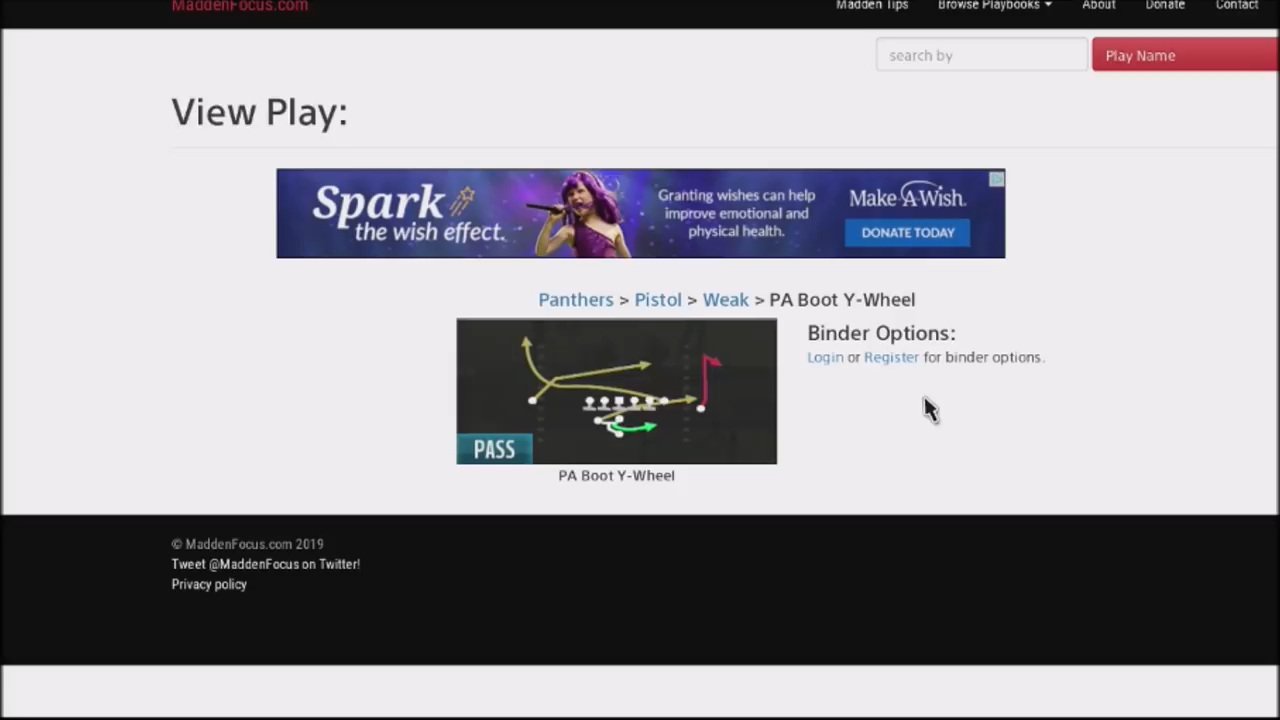 MaddenFocus.com
Madden Tips Browse Playbooks About Donate Contact
search by Play Name
View Play:
Spark
the wish effect.
Granting wishes can help
improve emotional and
physical health.
Make-A-Wish.
DONATE TODAY
Panthers > Pistol > Weak > PA Boot Y-Wheel
Binder Options:
Login or Register for binder options.
PASS
PA Boot Y-Wheel
© MaddenFocus.com 2019
Tweet @MaddenFocus on Twitter!
Privacy policy